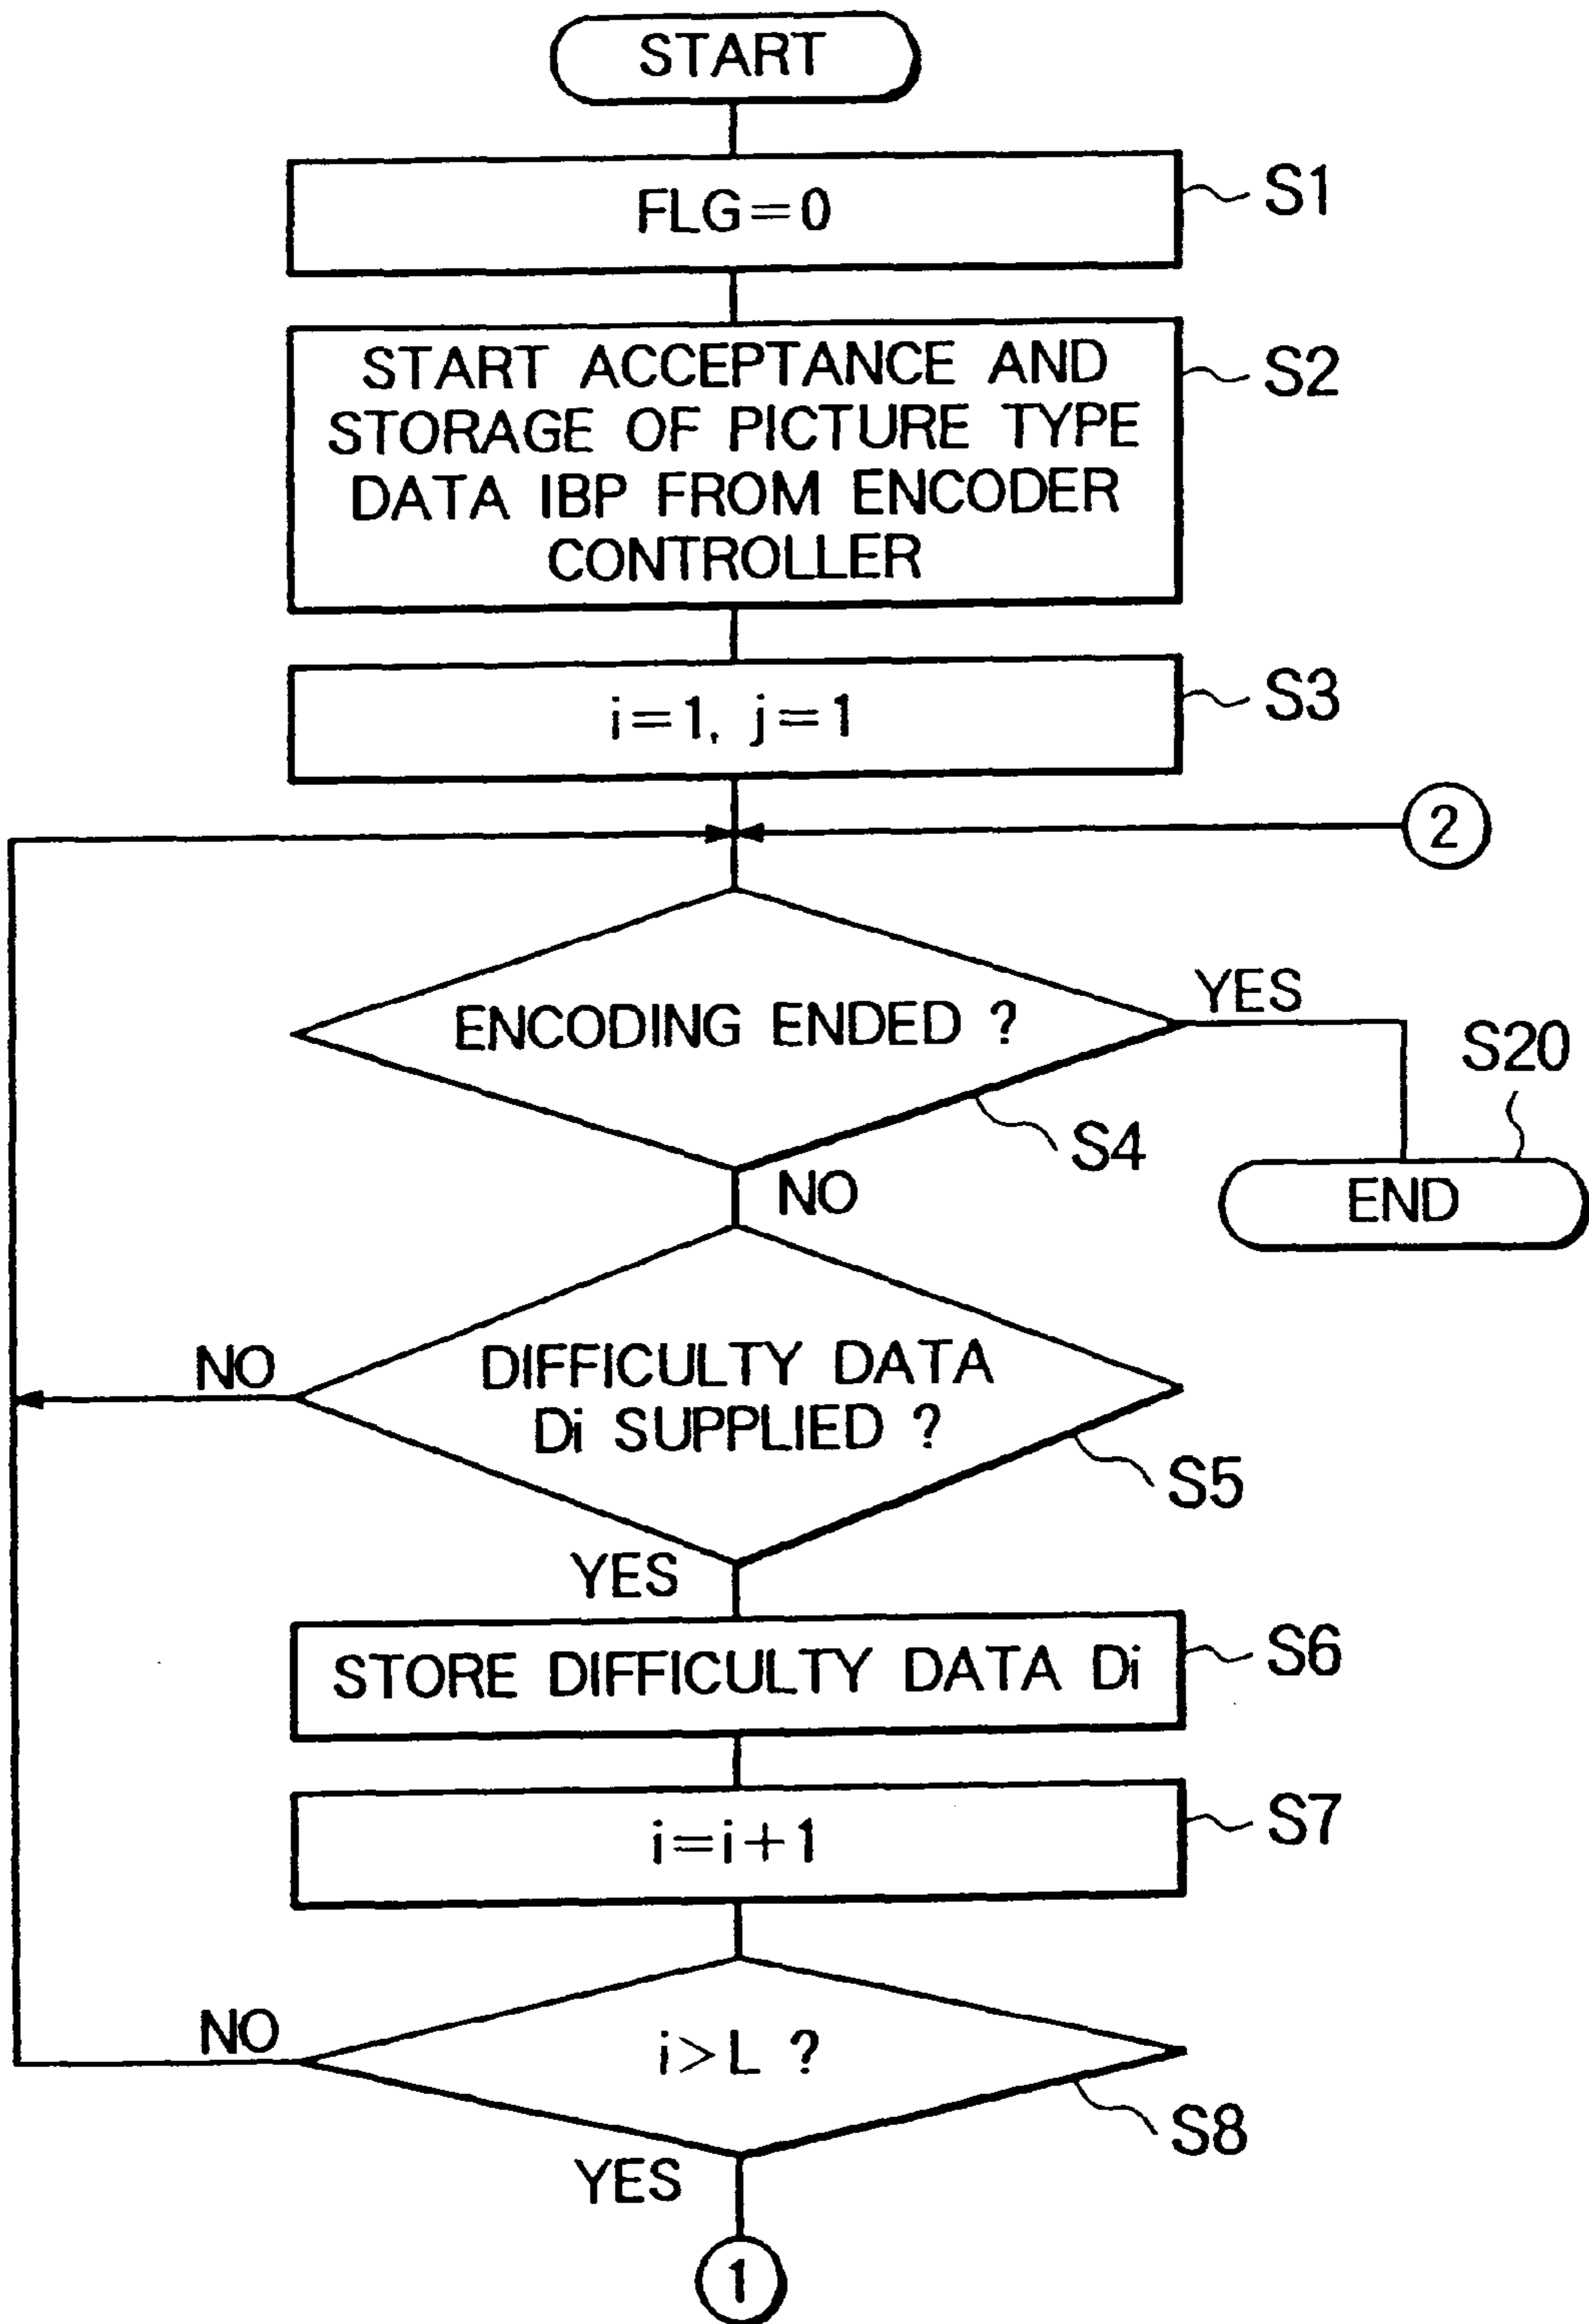 START
FLG=0
S1
START ACCEPTANCE AND
STORAGE OF PICTURE TYPE
DATA IBP FROM ENCODER
CONTROLLER
S2
i=1, j=1
S3
2
ENCODING ENDED ?
YES
S20
S4
END
NO
NO
DIFFICULTY DATA
Di SUPPLIED ?
S5
YES
STORE DIFFICULTY DATA Di
S6
i=i+1
S7
NO
i>L ?
S8
YES
1